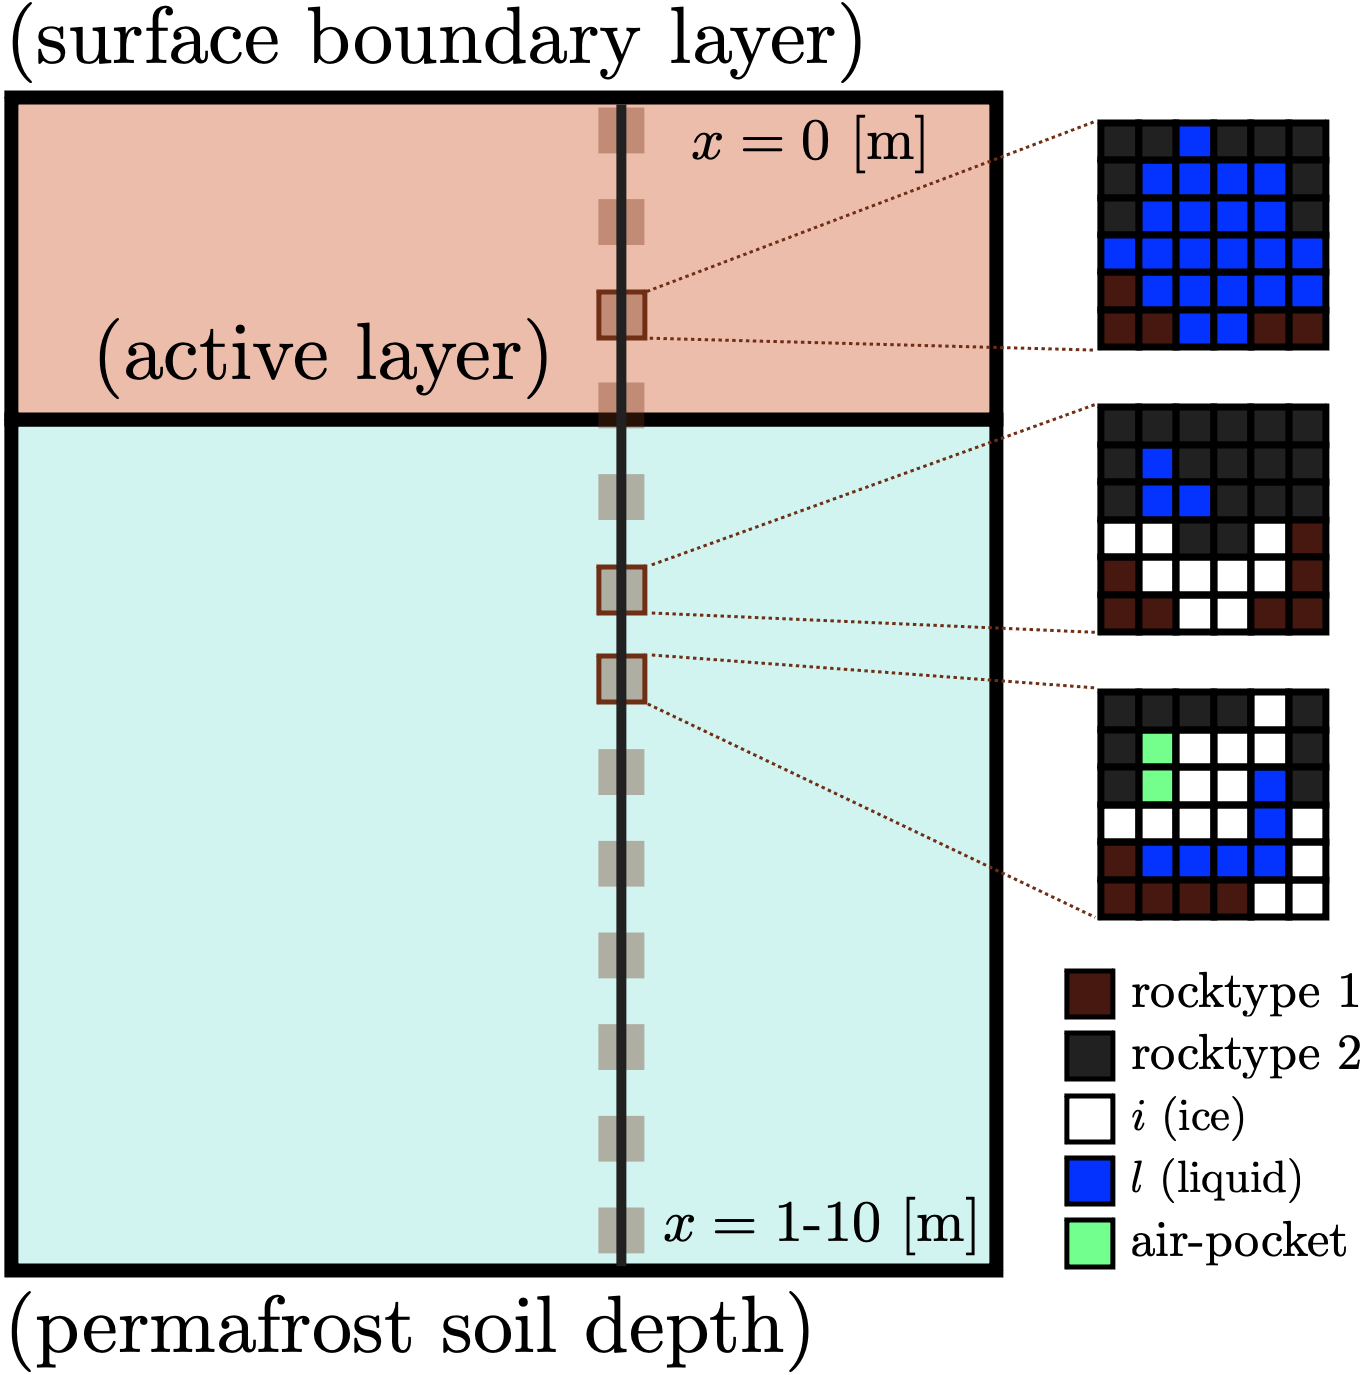 (surface boundary layer)
x = 0 [m]
(active layer)
x = 1-10 [m]
(permafrost soil depth)
rocktype 1
rocktype 2
i (ice)
l (liquid)
air-pocket